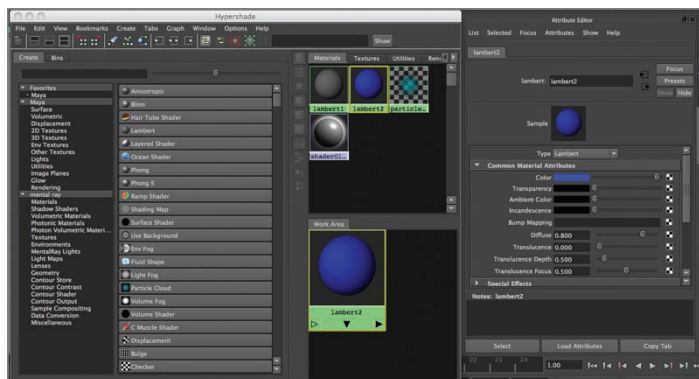 Hypershade
File Edit View Bookmarks Create Tabs Graph Window Options Help
Show
Create Bins
Favorites
Maya
Maya
Surface
Volumetric
Displacement
2D Textures
3D Textures
Env Textures
Other Textures
Lights
Utilities
Image Planes
Glow
Rendering
mental ray
Materials
Shadow Shaders
Volumetric Materials
Photonic Materials
Photon Volumetric Materi...
Textures
Environments
MentalRay Lights
Light Maps
Lenses
Geometry
Contour Store
Contour Contrast
Contour Shader
Contour Output
Sample Compositing
Data Conversion
Miscellaneous
Anisotropic
Blinn
Hair Tube Shader
Lambert
Layered Shader
Ocean Shader
Phong
Phong E
Ramp Shader
Shading Map
Surface Shader
Use Background
Env Fog
Fluid Shape
Light Fog
Particle Cloud
Volume Fog
Volume Shader
C Muscle Shader
Displacement
Bulge
Checker
Materials Textures Utilities
lambert1 lambert2 particle...
shaderGl...
Work Area
lambert2
Attribute Editor
List Selected Focus Attributes Show Help
lambert2
lambert: lambert2
Focus
Presets
Show Hide
Sample
Type Lambert
Common Material Attributes
Color
Transparency
Ambient Color
Incandescence
Bump Mapping
Diffuse 0.800
Translucence 0.000
Translucence Depth 0.500
Translucence Focus 0.500
Special Effects
Notes: lambert2
Select Load Attributes Copy Tab
22 23 24 1.00